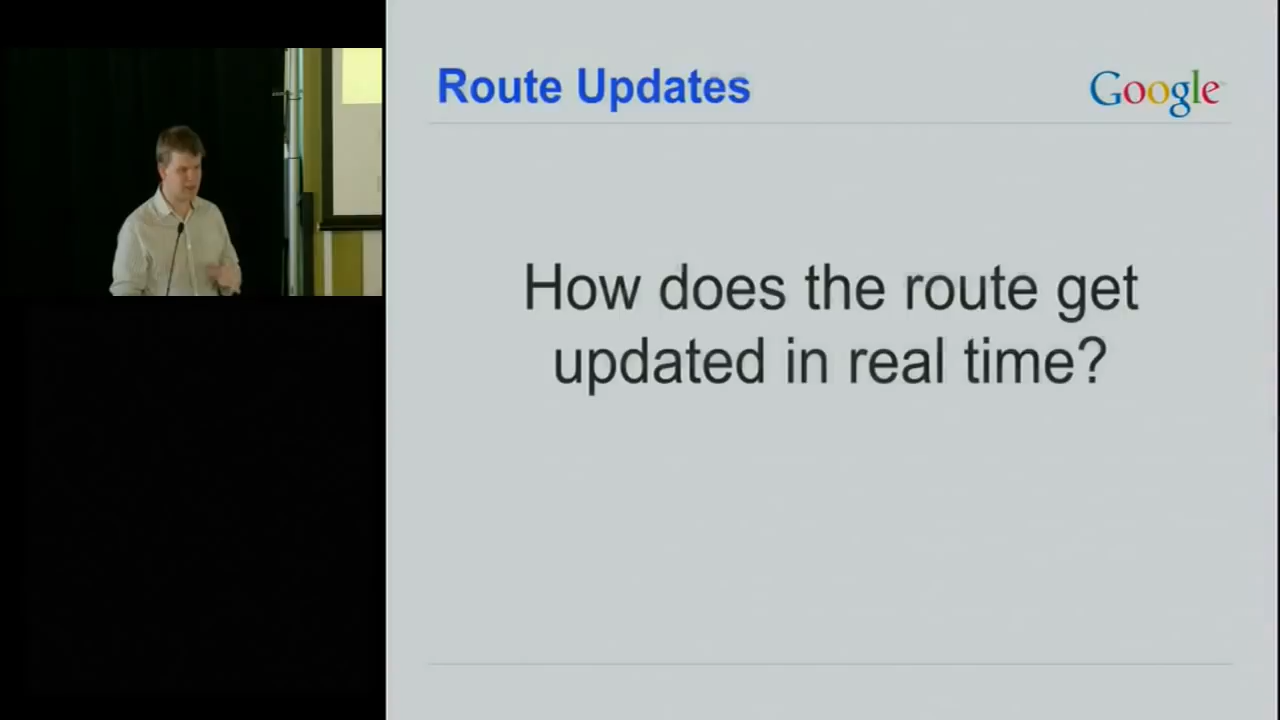 Route Updates
Google
How does the route get
updated in real time?